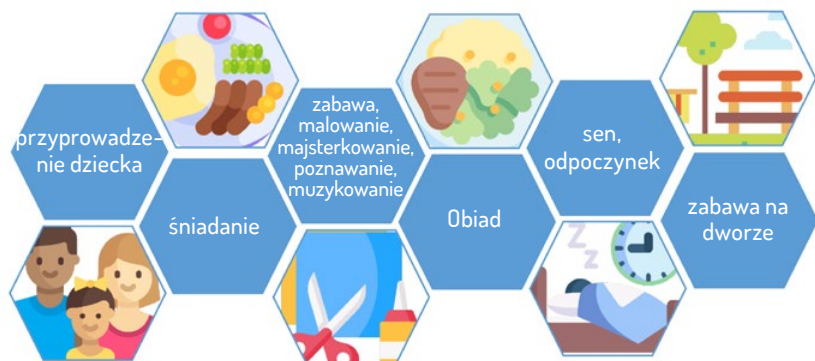 przyprowadze-
nie dziecka
śniadanie
zabawa,
malowanie,
majsterkowanie,
poznawanie,
muzykowanie
Obiad
sen,
odpoczynek
zabawa na
dworze